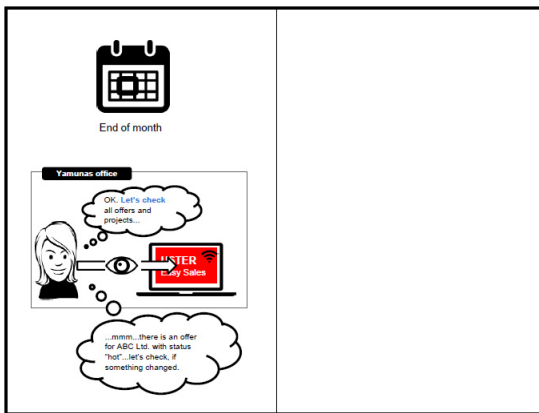 End of month
Yamunas office
OK. Let's check
all offers and
projects...
USTER
Easy Sales
...mmm...there is an offer
for ABC Ltd. with status
"hot"...let's check, if
something changed.